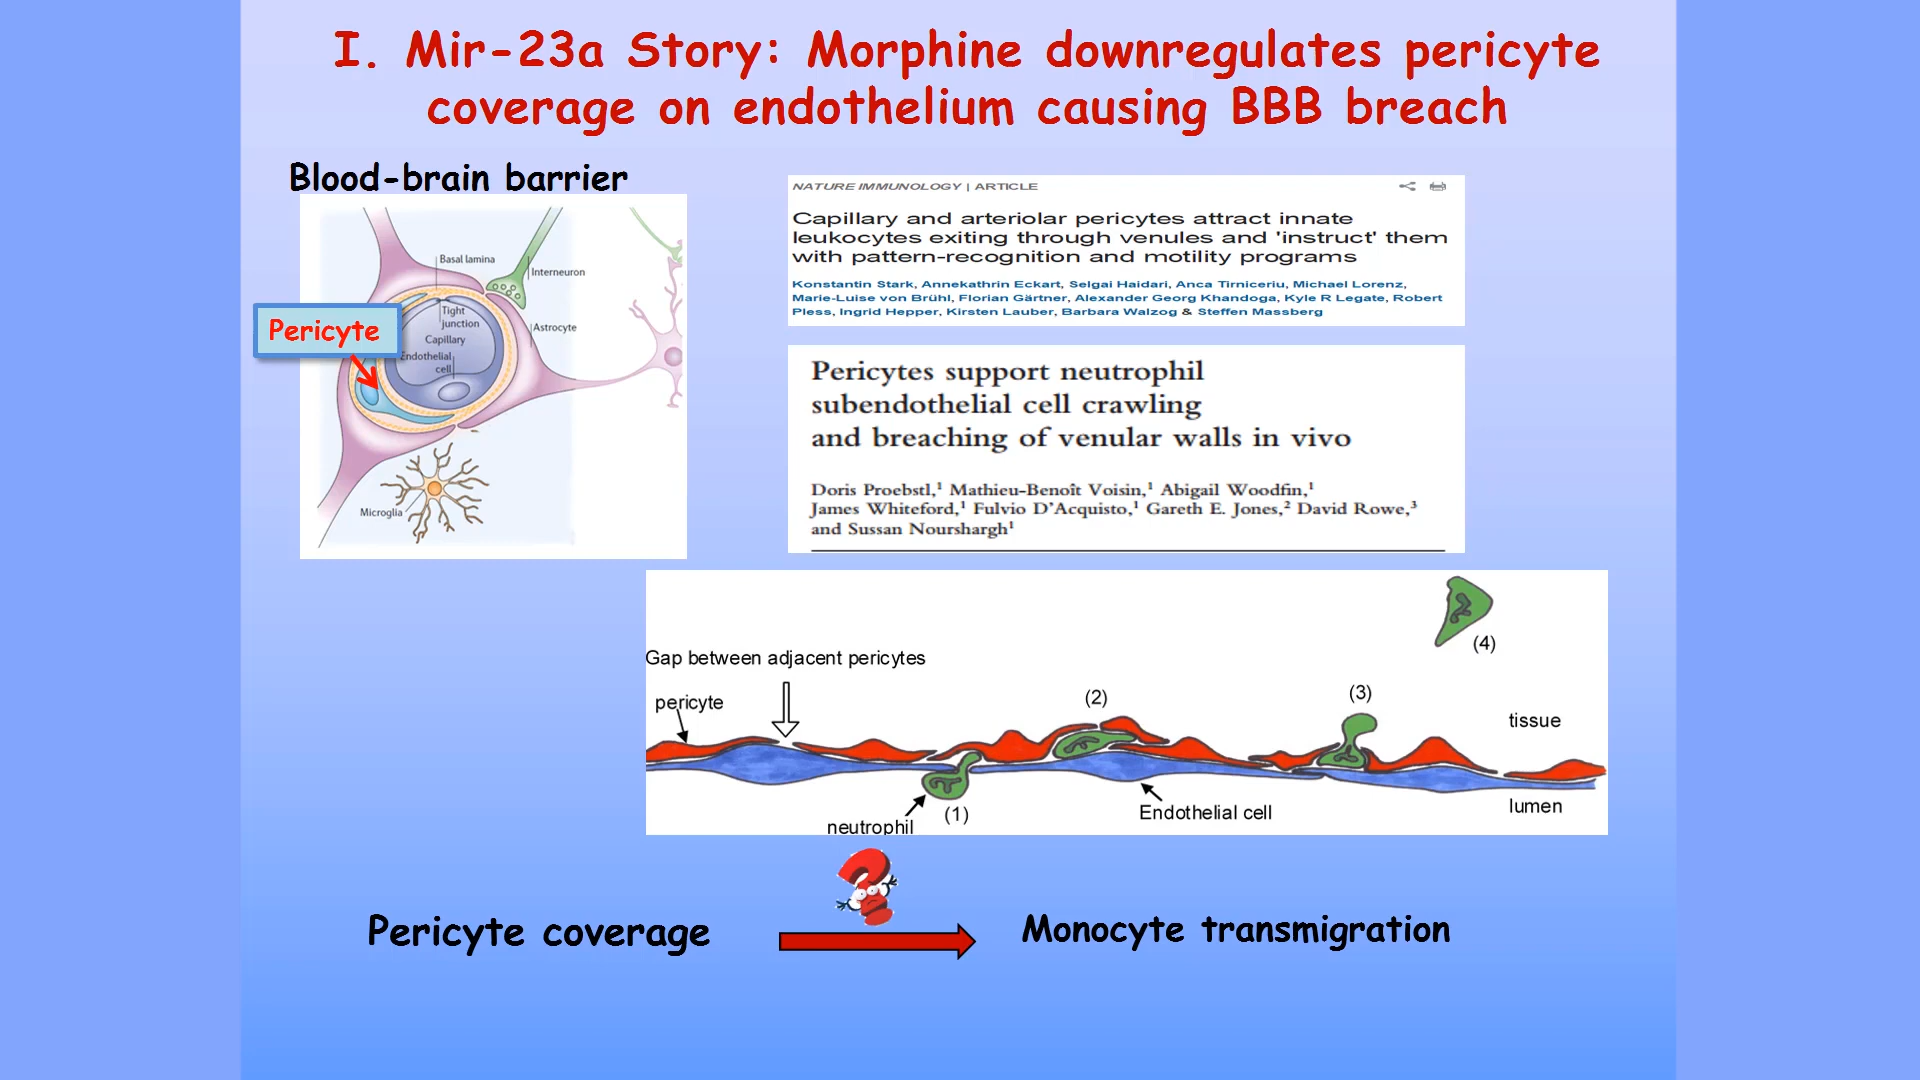 I. Mir-23a Story: Morphine downregulates pericyte
coverage on endothelium causing BBB breach
Blood-brain barrier
Basal lamina
Interneuron
Tight
junction
Astrocyte
Pericyte
Capillary
Endothelial
cell
Microglia
NATURE IMMUNOLOGY | ARTICLE
Capillary and arteriolar pericytes attract innate
leukocytes exiting through venules and 'instruct' them
with pattern-recognition and motility programs
Konstantin Stark, Annekathrin Eckart, Selgai Haidari, Anca Tirniceriu, Michael Lorenz,
Marie-Luise von Brühl, Florian Gärtner, Alexander Georg Khandoga, Kyle R Legate, Robert
Pless, Ingrid Hepper, Kirsten Lauber, Barbara Walzog & Steffen Massberg
Pericytes support neutrophil
subendothelial cell crawling
and breaching of venular walls in vivo
Doris Proebstl,¹ Mathieu-Benoît Voisin,¹ Abigail Woodfin,¹
James Whiteford,¹ Fulvio D'Acquisto,¹ Gareth E. Jones,² David Rowe,³
and Sussan Nourshargh¹
(4)
Gap between adjacent pericytes
pericyte
(2)
(3)
tissue
lumen
neutrophil
(1)
Endothelial cell
Pericyte coverage
Monocyte transmigration